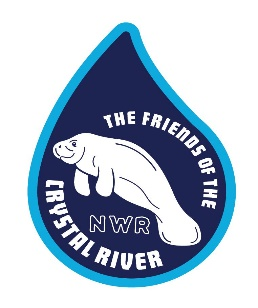 THE FRIENDS OF THE
CRYSTAL RIVER
NWR